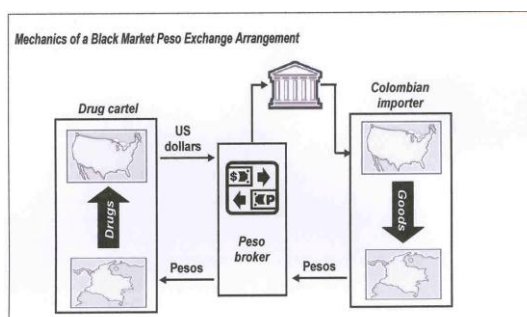 Mechanics of a Black Market Peso Exchange Arrangement
Drug cartel
Colombian
importer
US
dollars
$
P
Drugs
Goods
Peso
broker
Pesos
Pesos